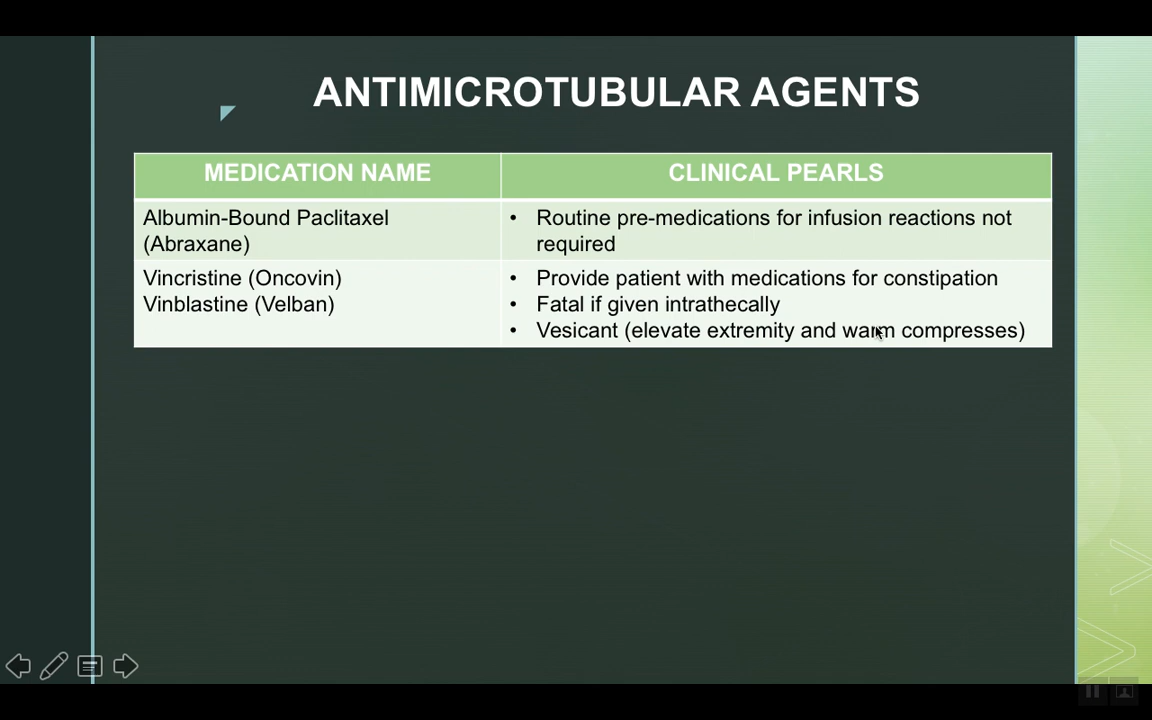 ANTIMICROTUBULAR AGENTS
MEDICATION NAME
CLINICAL PEARLS
Albumin-Bound Paclitaxel
(Abraxane)
• Routine pre-medications for infusion reactions not
required
Vincristine (Oncovin)
Vinblastine (Velban)
• Provide patient with medications for constipation
• Fatal if given intrathecally
• Vesicant (elevate extremity and warm compresses)